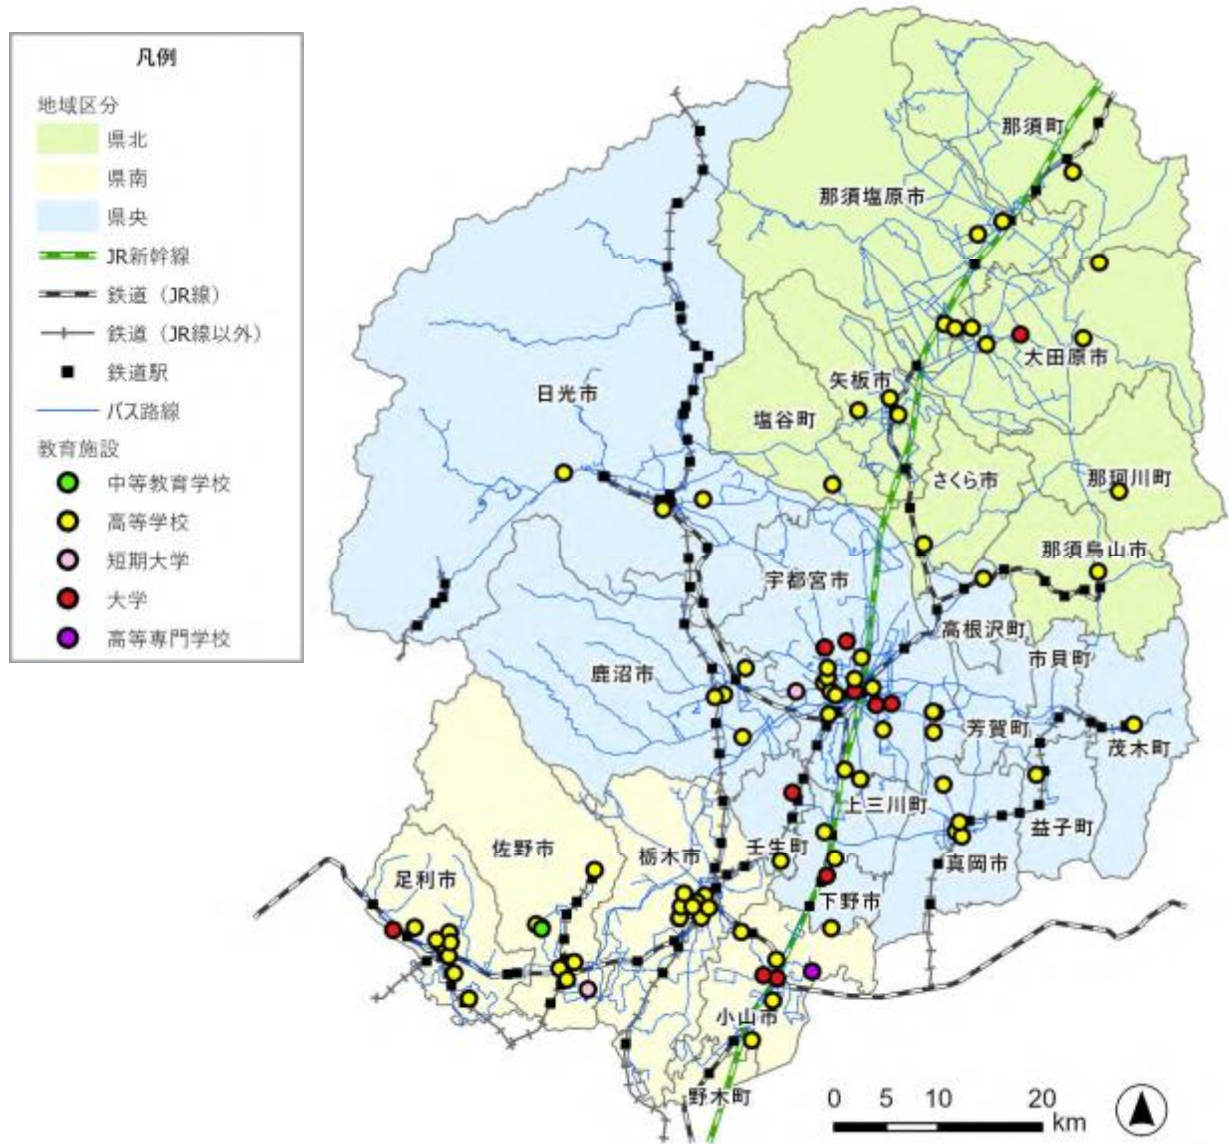 凡例
地域区分
県北
県南
県央
JR新幹線
鉄道（JR線）
鉄道（JR線以外）
鉄道駅
バス路線
教育施設
中等教育学校
高等学校
短期大学
大学
高等専門学校
那須町
那須塩原市
大田原市
矢板市
日光市
塩谷町
さくら市
那珂川町
那須烏山市
宇都宮市
高根沢町
市貝町
鹿沼市
芳賀町
茂木町
上三川町
益子町
佐野市
栃木市
壬生町
真岡市
足利市
下野市
小山市
野木町
0 5 10 20
km